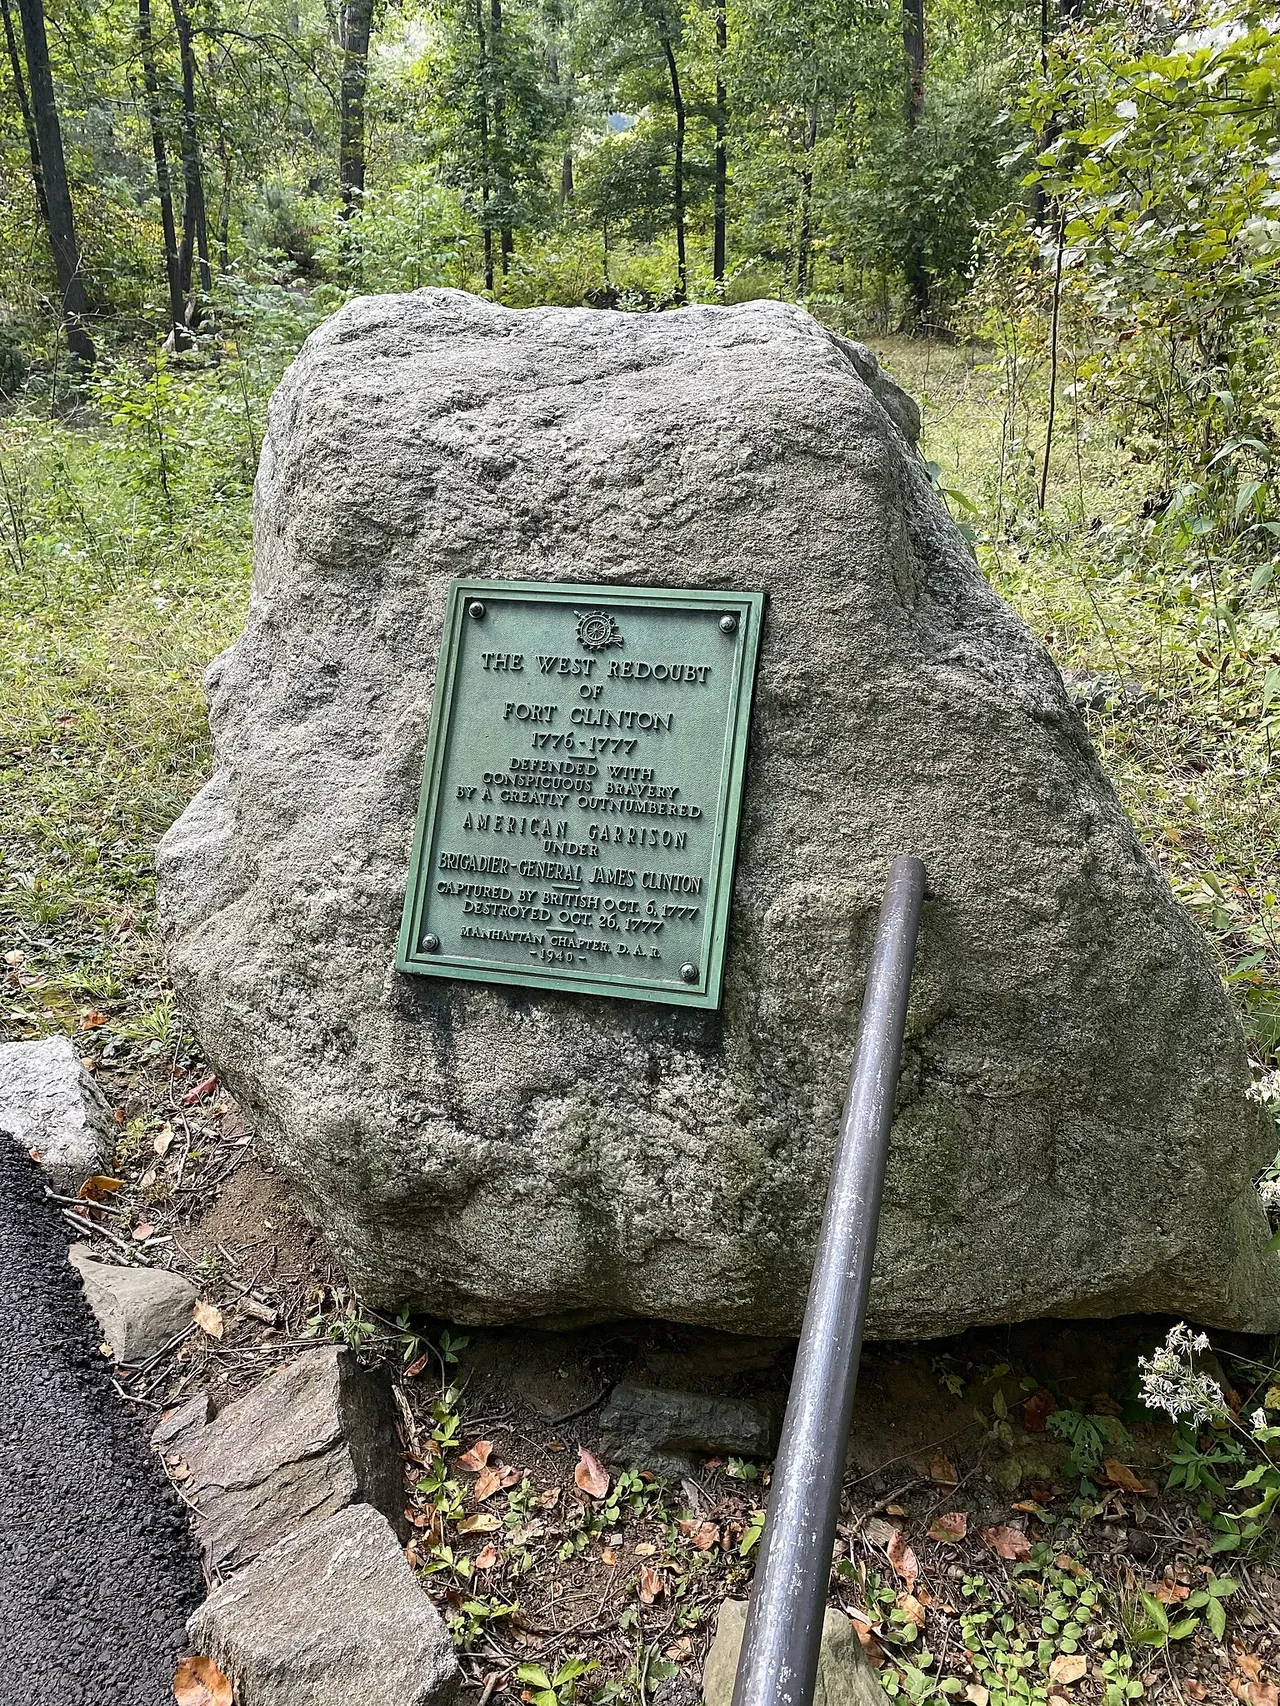 THE WEST REDOUBT
OF
FORT CLINTON
1776-1777
DEFENDED WITH
CONSPICUOUS BRAVERY
BY A GREATLY OUTNUMBERED
AMERICAN GARRISON
UNDER
BRIGADIER-GENERAL JAMES CLINTON
CAPTURED BY BRITISH OCT. 6, 1777
DESTROYED OCT. 26, 1777
MANHATTAN CHAPTER, D. A. R.
-1940-